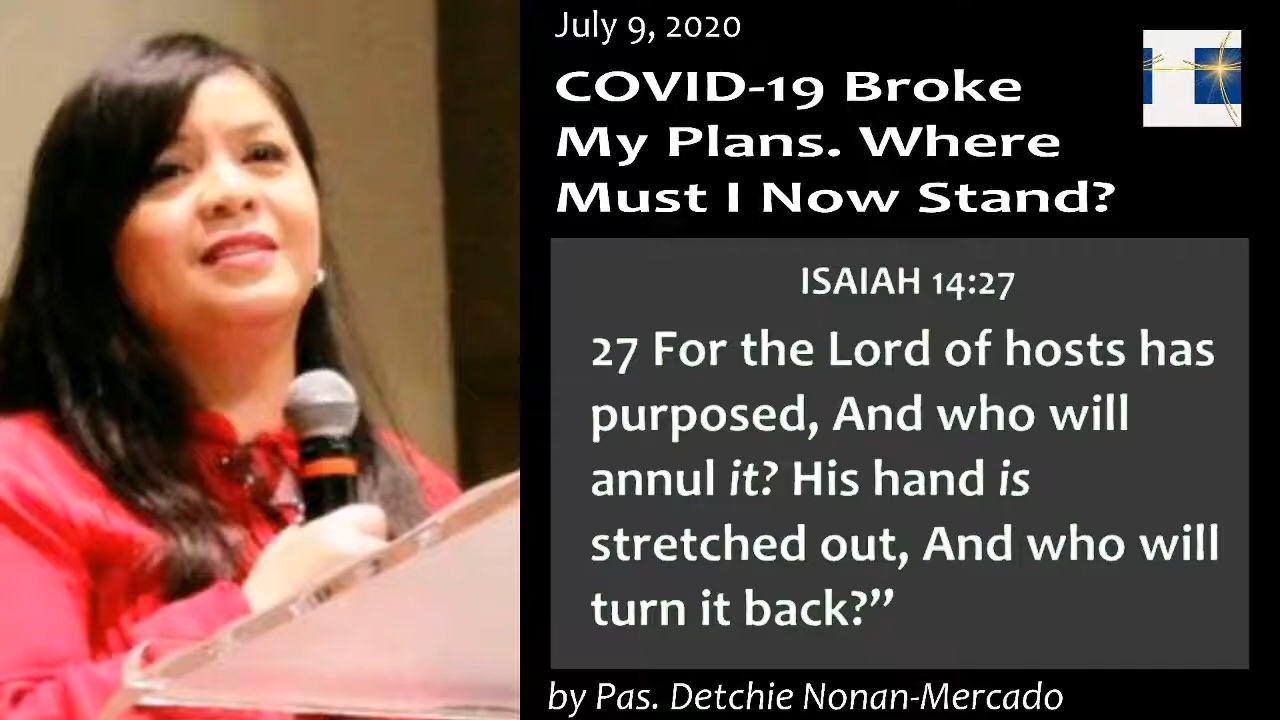 July 9, 2020
COVID-19 Broke
My Plans. Where
Must I Now Stand?
ISAIAH 14:27
27 For the Lord of hosts has
purposed, And who will
annul it? His hand is
stretched out, And who will
turn it back?”
by Pas. Detchie Nonan-Mercado